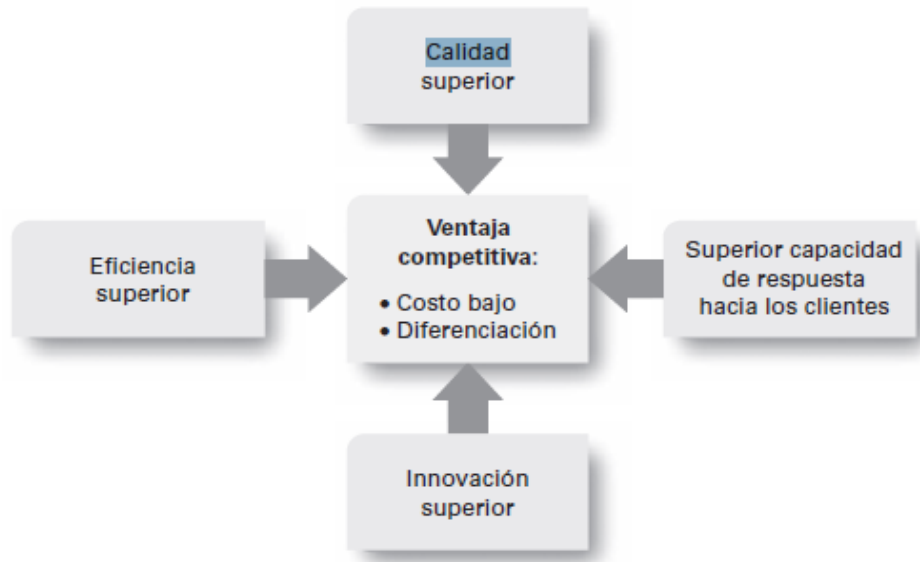 Calidad
superior
Eficiencia
superior
Ventaja
competitiva:
• Costo bajo
• Diferenciación
Superior capacidad
de respuesta
hacia los clientes
Innovación
superior